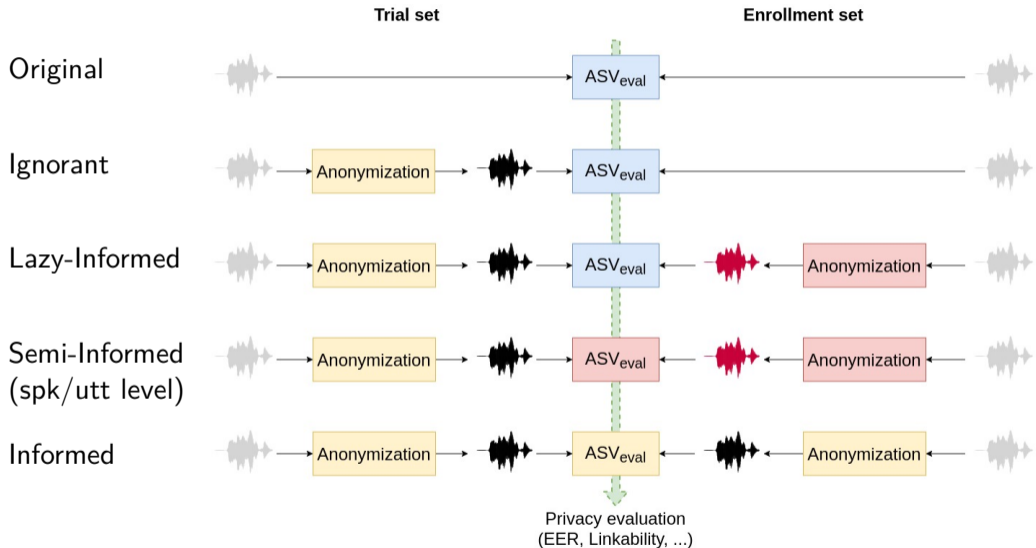 Trial set
Enrollment set
Original
ASVeval
Ignorant
Anonymization
ASVeval
Lazy-Informed
Anonymization
ASVeval
Anonymization
Semi-Informed
(spk/utt level)
Anonymization
ASVeval
Anonymization
Informed
Anonymization
ASVeval
Anonymization
Privacy evaluation
(EER, Linkability, ...)